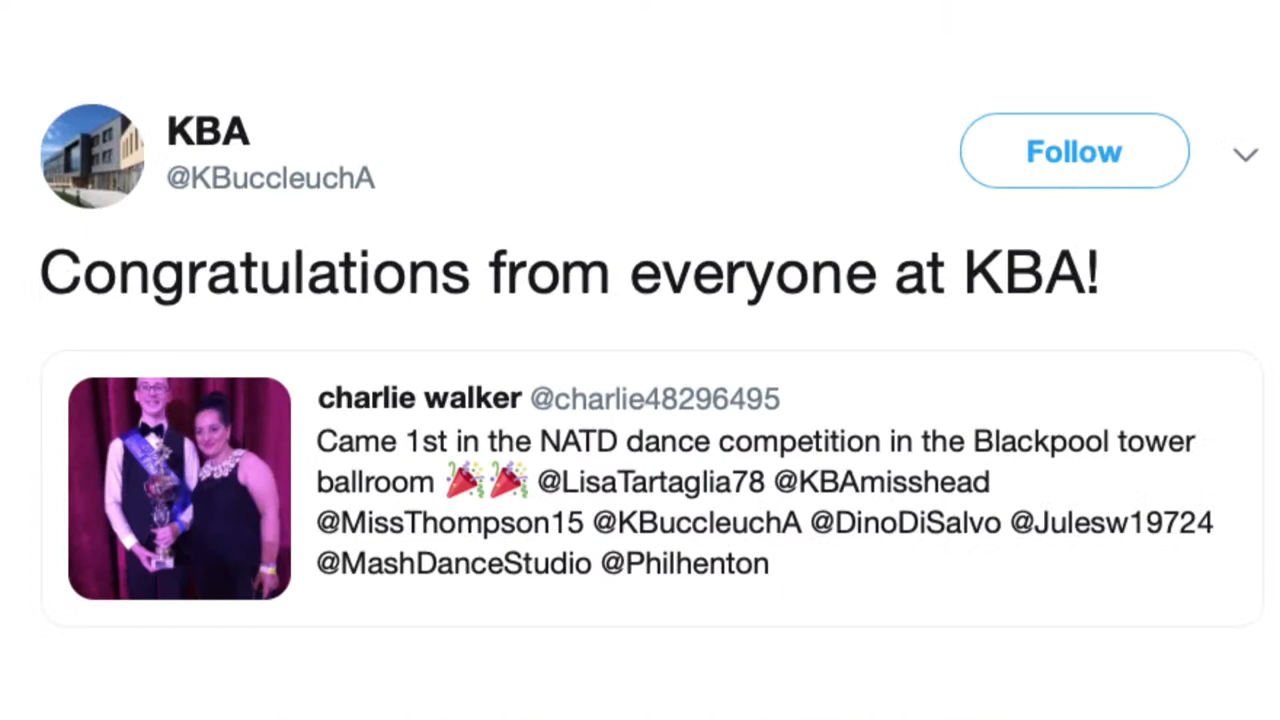 KBA
@KBuccleuchA
Follow
Congratulations from everyone at KBA!
charlie walker @charlie48296495
Came 1st in the NATD dance competition in the Blackpool tower
ballroom 🎉🎉 @LisaTartaglia78 @KBAmisshead
@MissThompson15 @KBuccleuchA @DinoDiSalvo @Julesw19724
@MashDanceStudio @Philhenton